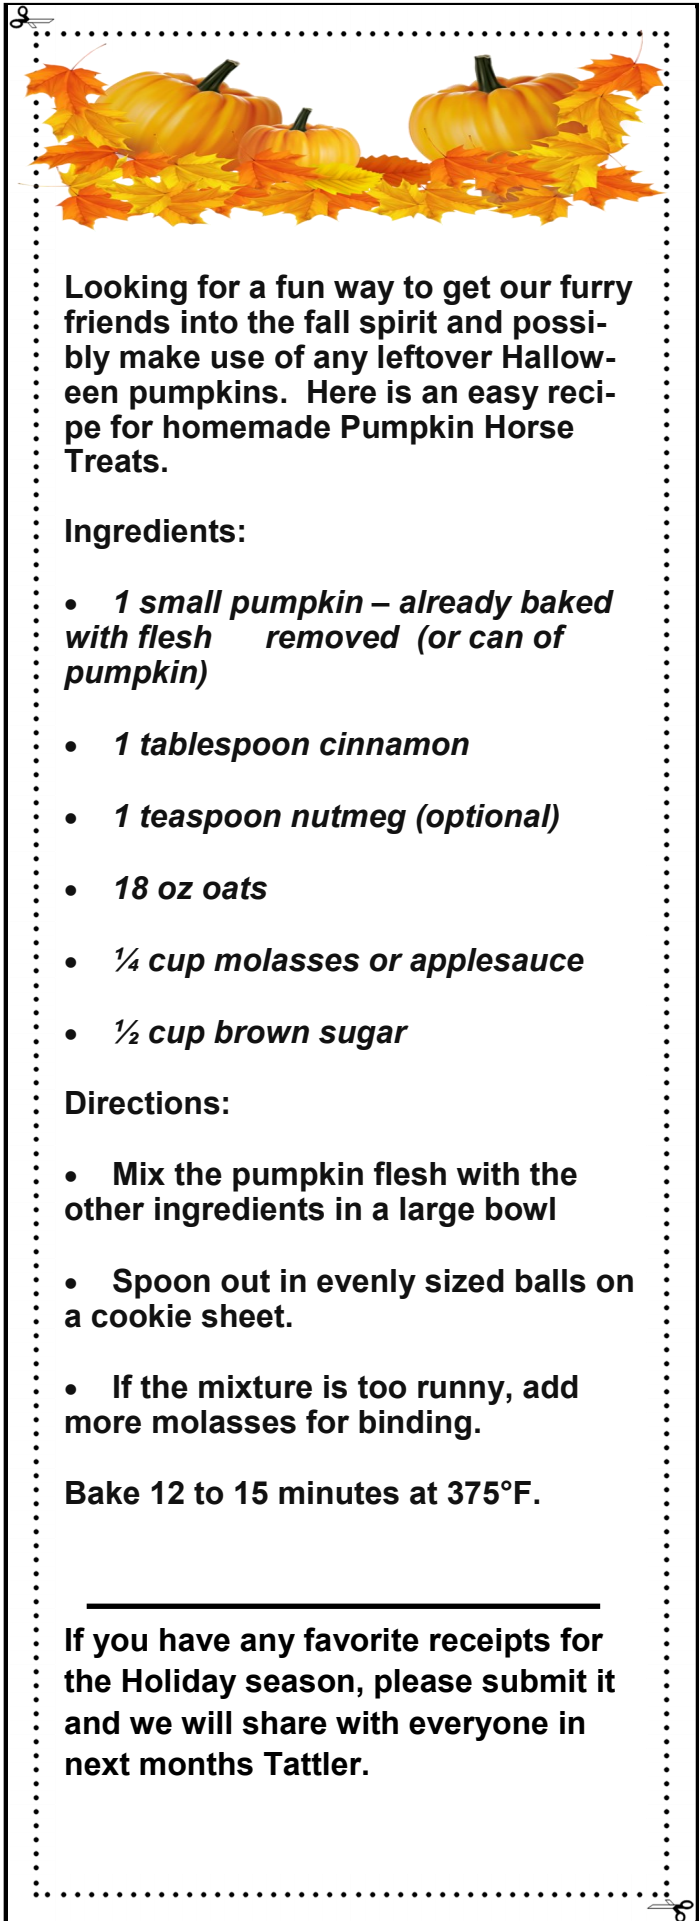 Looking for a fun way to get our furry
friends into the fall spirit and possi-
bly make use of any leftover Hallow-
een pumpkins.  Here is an easy reci-
pe for homemade Pumpkin Horse
Treats.
Ingredients:
• 1 small pumpkin – already baked
with flesh      removed  (or can of
pumpkin)
• 1 tablespoon cinnamon
• 1 teaspoon nutmeg (optional)
• 18 oz oats
• ¼ cup molasses or applesauce
• ½ cup brown sugar
Directions:
• Mix the pumpkin flesh with the
other ingredients in a large bowl
• Spoon out in evenly sized balls on
a cookie sheet.
• If the mixture is too runny, add
more molasses for binding.
Bake 12 to 15 minutes at 375°F.
If you have any favorite receipts for
the Holiday season, please submit it
and we will share with everyone in
next months Tattler.